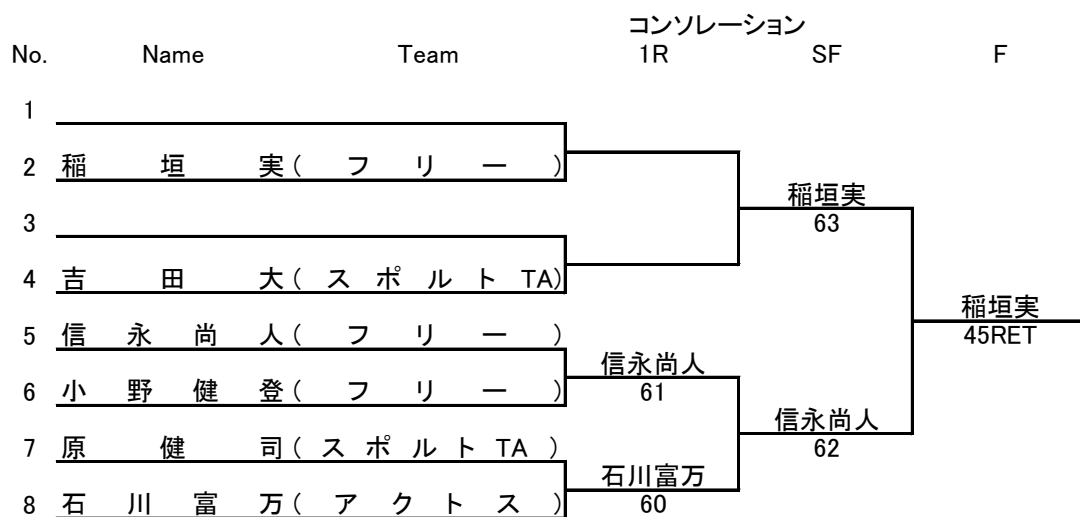 コンソレーション
No. Name Team 1R SF F
1
2 稲垣実(フリー)
稲垣実
3 63
4 吉田大(スポルトTA)
稲垣実
5 信永尚人(フリー) 45RET
信永尚人
6 小野健登(フリー) 61
信永尚人
7 原健司(スポルトTA) 62
石川富万
8 石川富万(アクトス) 60